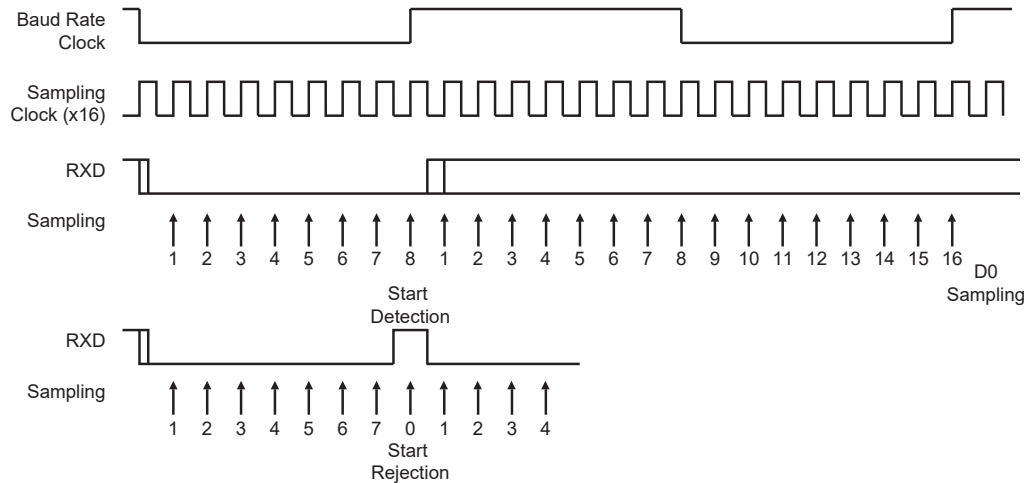 Baud Rate
Clock
Sampling
Clock (x16)
RXD
Sampling
1 2 3 4 5 6 7 8 1 2 3 4 5 6 7 8 9 10 11 12 13 14 15 16
D0
Sampling
Start
Detection
RXD
Sampling
1 2 3 4 5 6 7 0 1 2 3 4
Start
Rejection